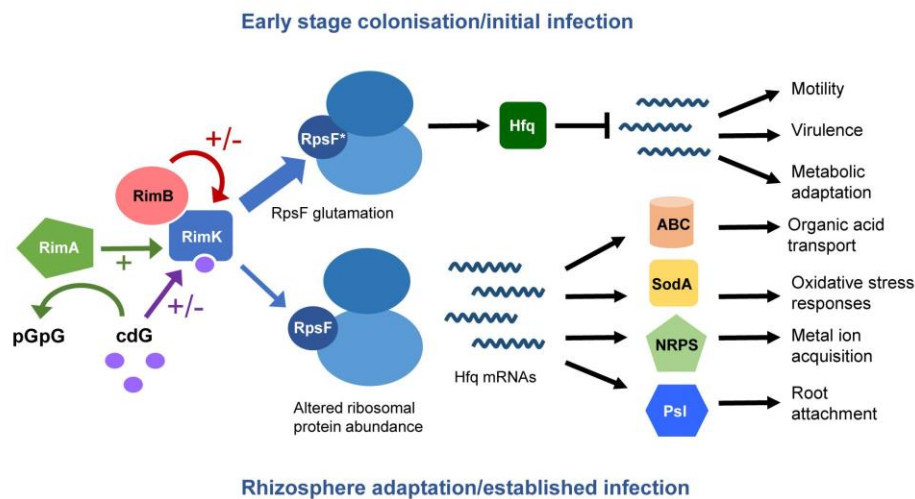 Early stage colonisation/initial infection
+/-
RimB
RimA
+
RimK
+/-
pGpG
cdG
RpsF*
RpsF glutamation
Hfq
Motility
Virulence
Metabolic
adaptation
RpsF
Altered ribosomal
protein abundance
Hfq mRNAs
ABC
Organic acid
transport
SodA
Oxidative stress
responses
NRPS
Metal ion
acquisition
Psl
Root
attachment
Rhizosphere adaptation/established infection